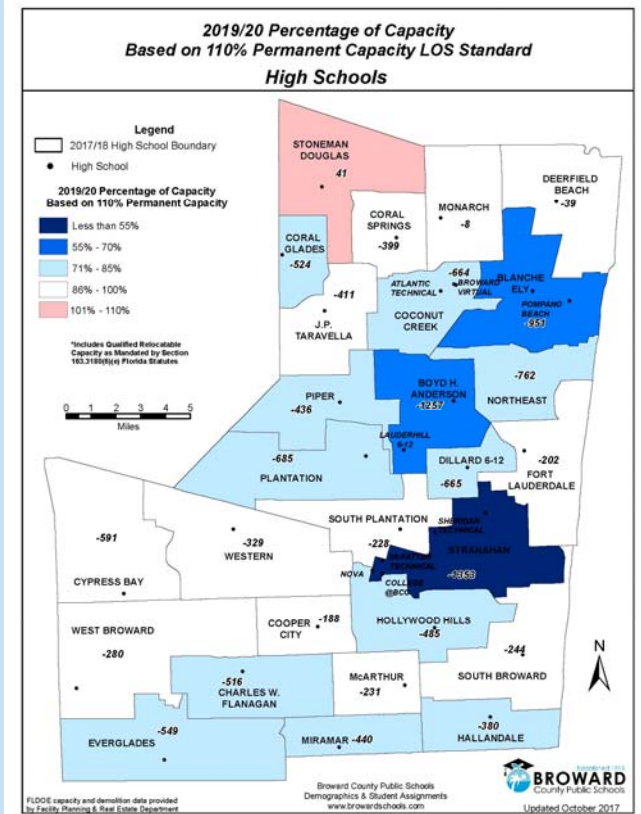 2019/20 Percentage of Capacity
Based on 110% Permanent Capacity LOS Standard
High Schools
Legend
2017/18 High School Boundary
High School
2019/20 Percentage of Capacity
Based on 110% Permanent Capacity
Less than 55%
55% - 70%
71% - 85%
86% - 100%
101% - 110%
*Includes Qualified Relocatable
Capacity as Mandated by Section
163.3180(6)(e) Florida Statutes
0 1 2 3 4 5
Miles
STONEMAN
DOUGLAS
41
DEERFIELD
BEACH
-39
MONARCH
-8
CORAL
SPRINGS
-399
CORAL
GLADES
-524
-664
ATLANTIC
TECHNICAL
BROWARD
VIRTUAL
COCONUT
CREEK
BLANCHE
ELY
POMPANO
BEACH
-951
-411
J.P.
TARAVELLA
-762
NORTHEAST
BOYD H.
ANDERSON
-1257
PIPER
-436
LAUDERHILL
6-12
-685
PLANTATION
DILLARD 6-12
-665
-202
FORT
LAUDERDALE
SOUTH PLANTATION
-228
SHERIDAN
TECHNICAL
STRANAHAN
-1353
-591
CYPRESS BAY
-329
WESTERN
NOVA
McFATTER
TECHNICAL
COLLEGE
@BCC
HOLLYWOOD HILLS
-485
WEST BROWARD
-280
COOPER
CITY
-188
-244
SOUTH BROWARD
-516
CHARLES W.
FLANAGAN
McARTHUR
-231
N
-549
EVERGLADES
MIRAMAR -440
-380
HALLANDALE
FLDOE capacity and demolition data provided
by Facility Planning & Real Estate Department
Broward County Public Schools
Demographics & Student Assignments
www.browardschools.com
BROWARD
County Public Schools
Updated October 2017